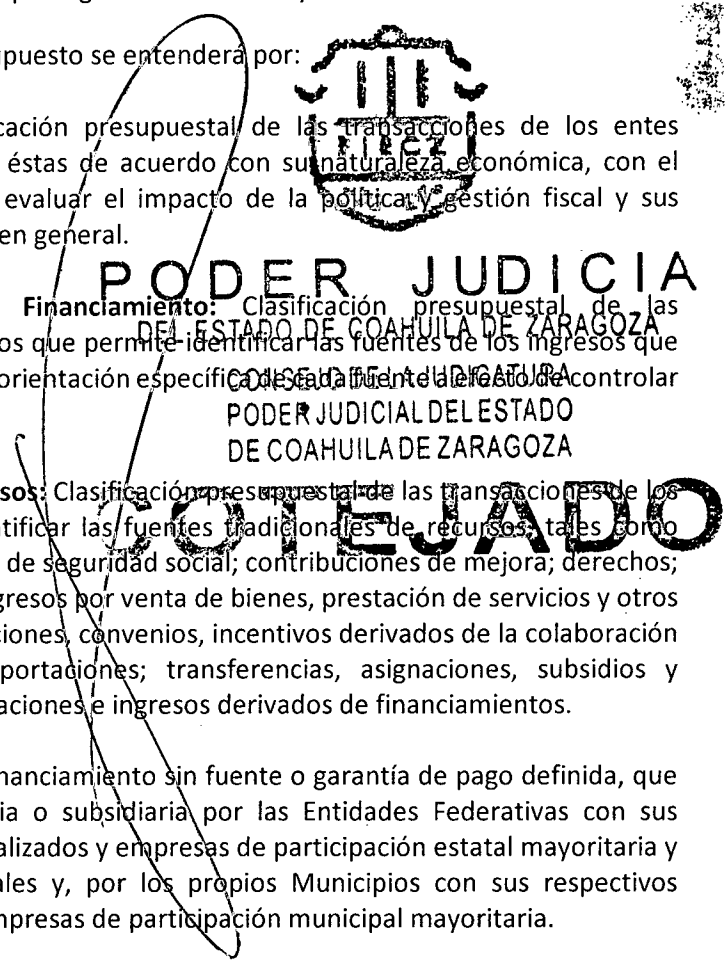 upuesto se entenderá por:
cación presupuestal de las transacciones de los entes
éstas de acuerdo con su naturaleza económica, con el
evaluar el impacto de la política y gestión fiscal y sus
en general.
PODER JUDICIA
Financiamiento: Clasificación presupuestal de las
DEL ESTADO DE COAHUILA DE ZARAGOZA
os que permite identificar las fuentes de los ingresos que
orientación específica de cada fuente a efecto de controlar
CONSEJO DE LA JUDICATURA
PODER JUDICIAL DEL ESTADO
DE COAHUILA DE ZARAGOZA
sos: Clasificación presupuestal de las transacciones de los
COTEJADO
ntificar las fuentes tradicionales de recursos, tales como
de seguridad social; contribuciones de mejora; derechos;
gresos por venta de bienes, prestación de servicios y otros
ciones, convenios, incentivos derivados de la colaboración
portaciones; transferencias, asignaciones, subsidios y
aciones e ingresos derivados de financiamientos.
nanciamiento sin fuente o garantía de pago definida, que
ia o subsidiaria por las Entidades Federativas con sus
alizados y empresas de participación estatal mayoritaria y
ales y, por los propios Municipios con sus respectivos
mpresas de participación municipal mayoritaria.